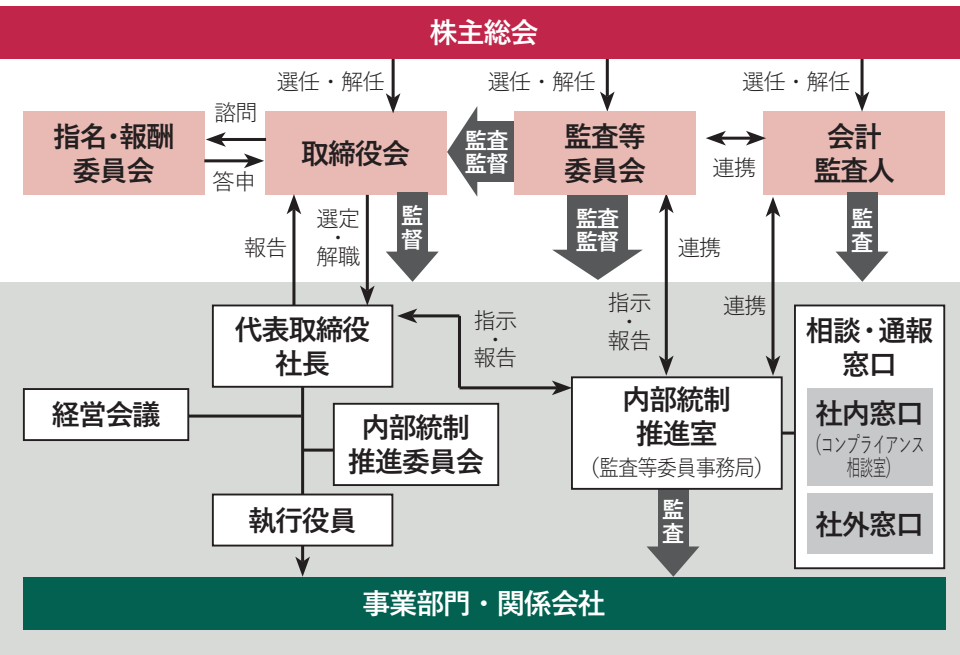 株主総会
選任・解任
選任・解任
選任・解任
指名・報酬
委員会
諮問
答申
取締役会
監査
監督
監査等
委員会
連携
会計
監査人
報告
選定
・
解職
監
督
監査
監督
連携
監
査
代表取締役
社長
指示
・
報告
指示
・
報告
連携
相談・通報
窓口
社内窓口
(コンプライアンス
相談室)
社外窓口
経営会議
内部統制
推進委員会
内部統制
推進室
(監査等委員事務局)
執行役員
監
査
事業部門・関係会社